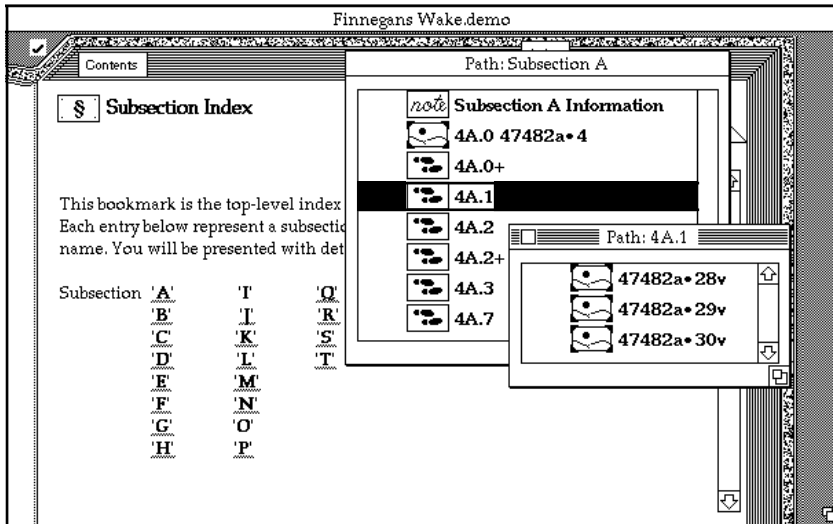 Finnegans Wake.demo
Contents
§ Subsection Index
This bookmark is the top-level index
Each entry below represent a subsectio
name. You will be presented with det
Subsection 'A' 'I' 'Q'
'B' 'J' 'R'
'C' 'K' 'S'
'D' 'L' 'T'
'E' 'M'
'F' 'N'
'G' 'O'
'H' 'P'
Path: Subsection A
note Subsection A Information
4A.0 47482a•4
4A.0+
4A.1
4A.2
4A.2+
4A.3
4A.7
Path: 4A.1
47482a•28v
47482a•29v
47482a•30v